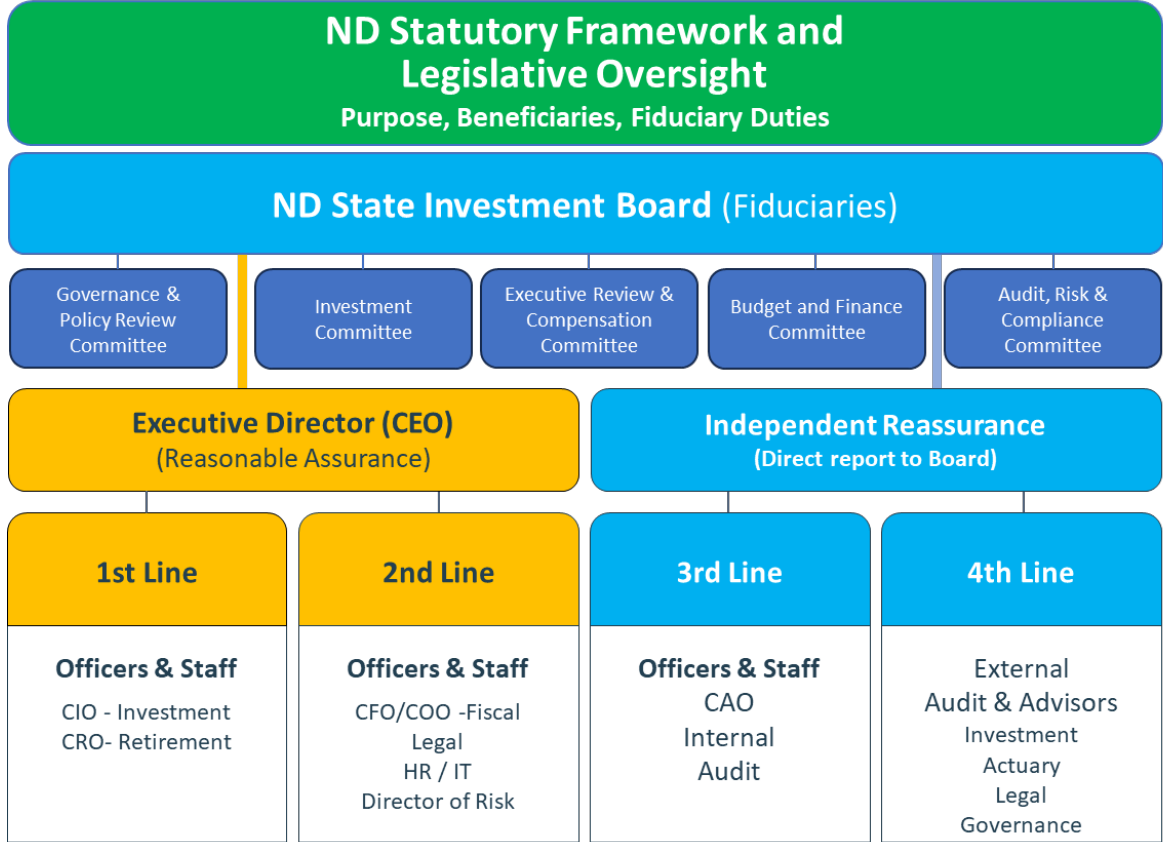 ND Statutory Framework and
Legislative Oversight
Purpose, Beneficiaries, Fiduciary Duties
ND State Investment Board (Fiduciaries)
Governance &
Policy Review
Committee
Investment
Committee
Executive Review &
Compensation
Committee
Budget and Finance
Committee
Audit, Risk &
Compliance
Committee
Executive Director (CEO)
(Reasonable Assurance)
Independent Reassurance
(Direct report to Board)
1st Line
Officers & Staff
CIO - Investment
CRO- Retirement
2nd Line
Officers & Staff
CFO/COO -Fiscal
Legal
HR / IT
Director of Risk
3rd Line
Officers & Staff
CAO
Internal
Audit
4th Line
External
Audit & Advisors
Investment
Actuary
Legal
Governance